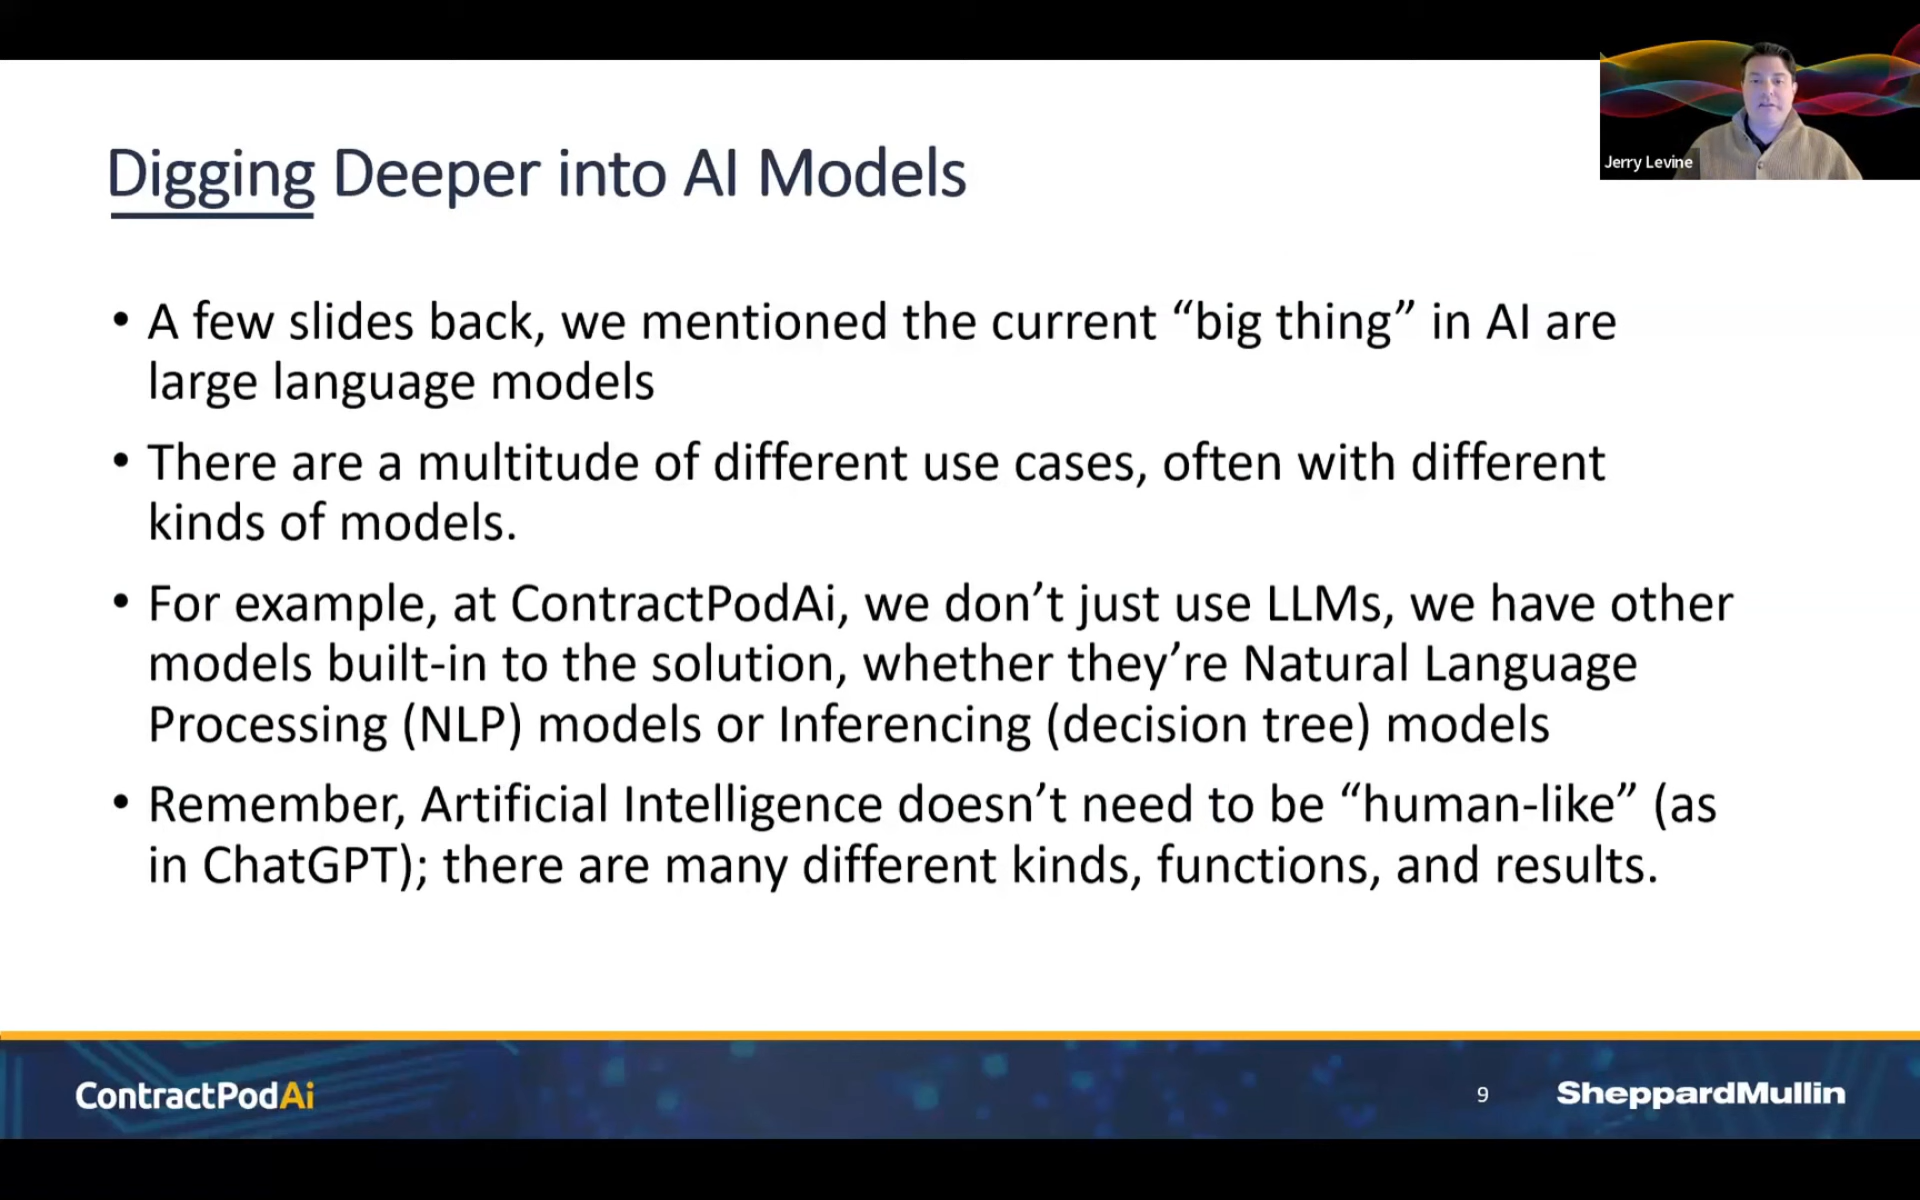 Jerry Levine
Digging Deeper into AI Models
• A few slides back, we mentioned the current “big thing” in AI are
large language models
• There are a multitude of different use cases, often with different
kinds of models.
• For example, at ContractPodAi, we don’t just use LLMs, we have other
models built-in to the solution, whether they’re Natural Language
Processing (NLP) models or Inferencing (decision tree) models
• Remember, Artificial Intelligence doesn’t need to be “human-like” (as
in ChatGPT); there are many different kinds, functions, and results.
ContractPodAi
9
SheppardMullin